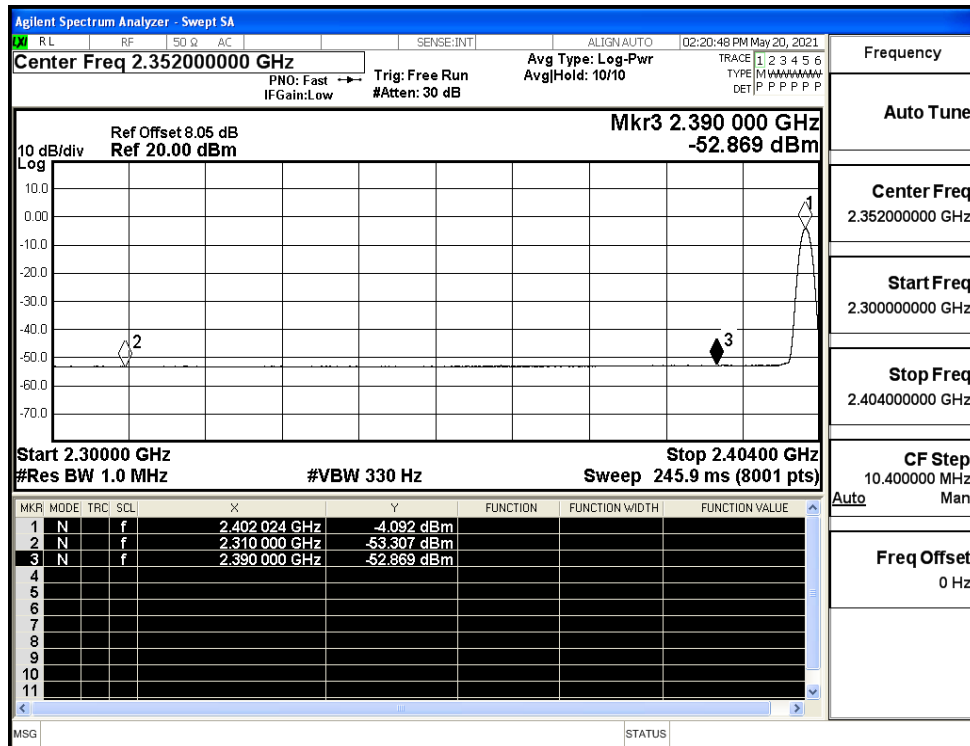 Agilent Spectrum Analyzer - Swept SA
LXI RL RF 50 Ω AC SENSE:INT ALIGN AUTO 02:20:48 PM May 20, 2021
Center Freq 2.352000000 GHz
PNO: Fast
IFGain:Low
Trig: Free Run
#Atten: 30 dB
Avg Type: Log-Pwr
Avg|Hold: 10/10
TRACE 1 2 3 4 5 6
TYPE M WWWWW
DET P P P P P P
Ref Offset 8.05 dB
10 dB/div Ref 20.00 dBm
Log
Mkr3 2.390 000 GHz
-52.869 dBm
10.0
0.00
-10.0
-20.0
-30.0
-40.0
-50.0
-60.0
-70.0
1
2
3
Start 2.30000 GHz Stop 2.40400 GHz
#Res BW 1.0 MHz #VBW 330 Hz Sweep 245.9 ms (8001 pts)
MKR MODE TRC SCL X Y FUNCTION FUNCTION WIDTH FUNCTION VALUE
1 N f 2.402 024 GHz -4.092 dBm
2 N f 2.310 000 GHz -53.307 dBm
3 N f 2.390 000 GHz -52.869 dBm
4
5
6
7
8
9
10
11
MSG STATUS
Frequency
Auto Tune
Center Freq
2.352000000 GHz
Start Freq
2.300000000 GHz
Stop Freq
2.404000000 GHz
CF Step
10.400000 MHz
Auto Man
Freq Offset
0 Hz